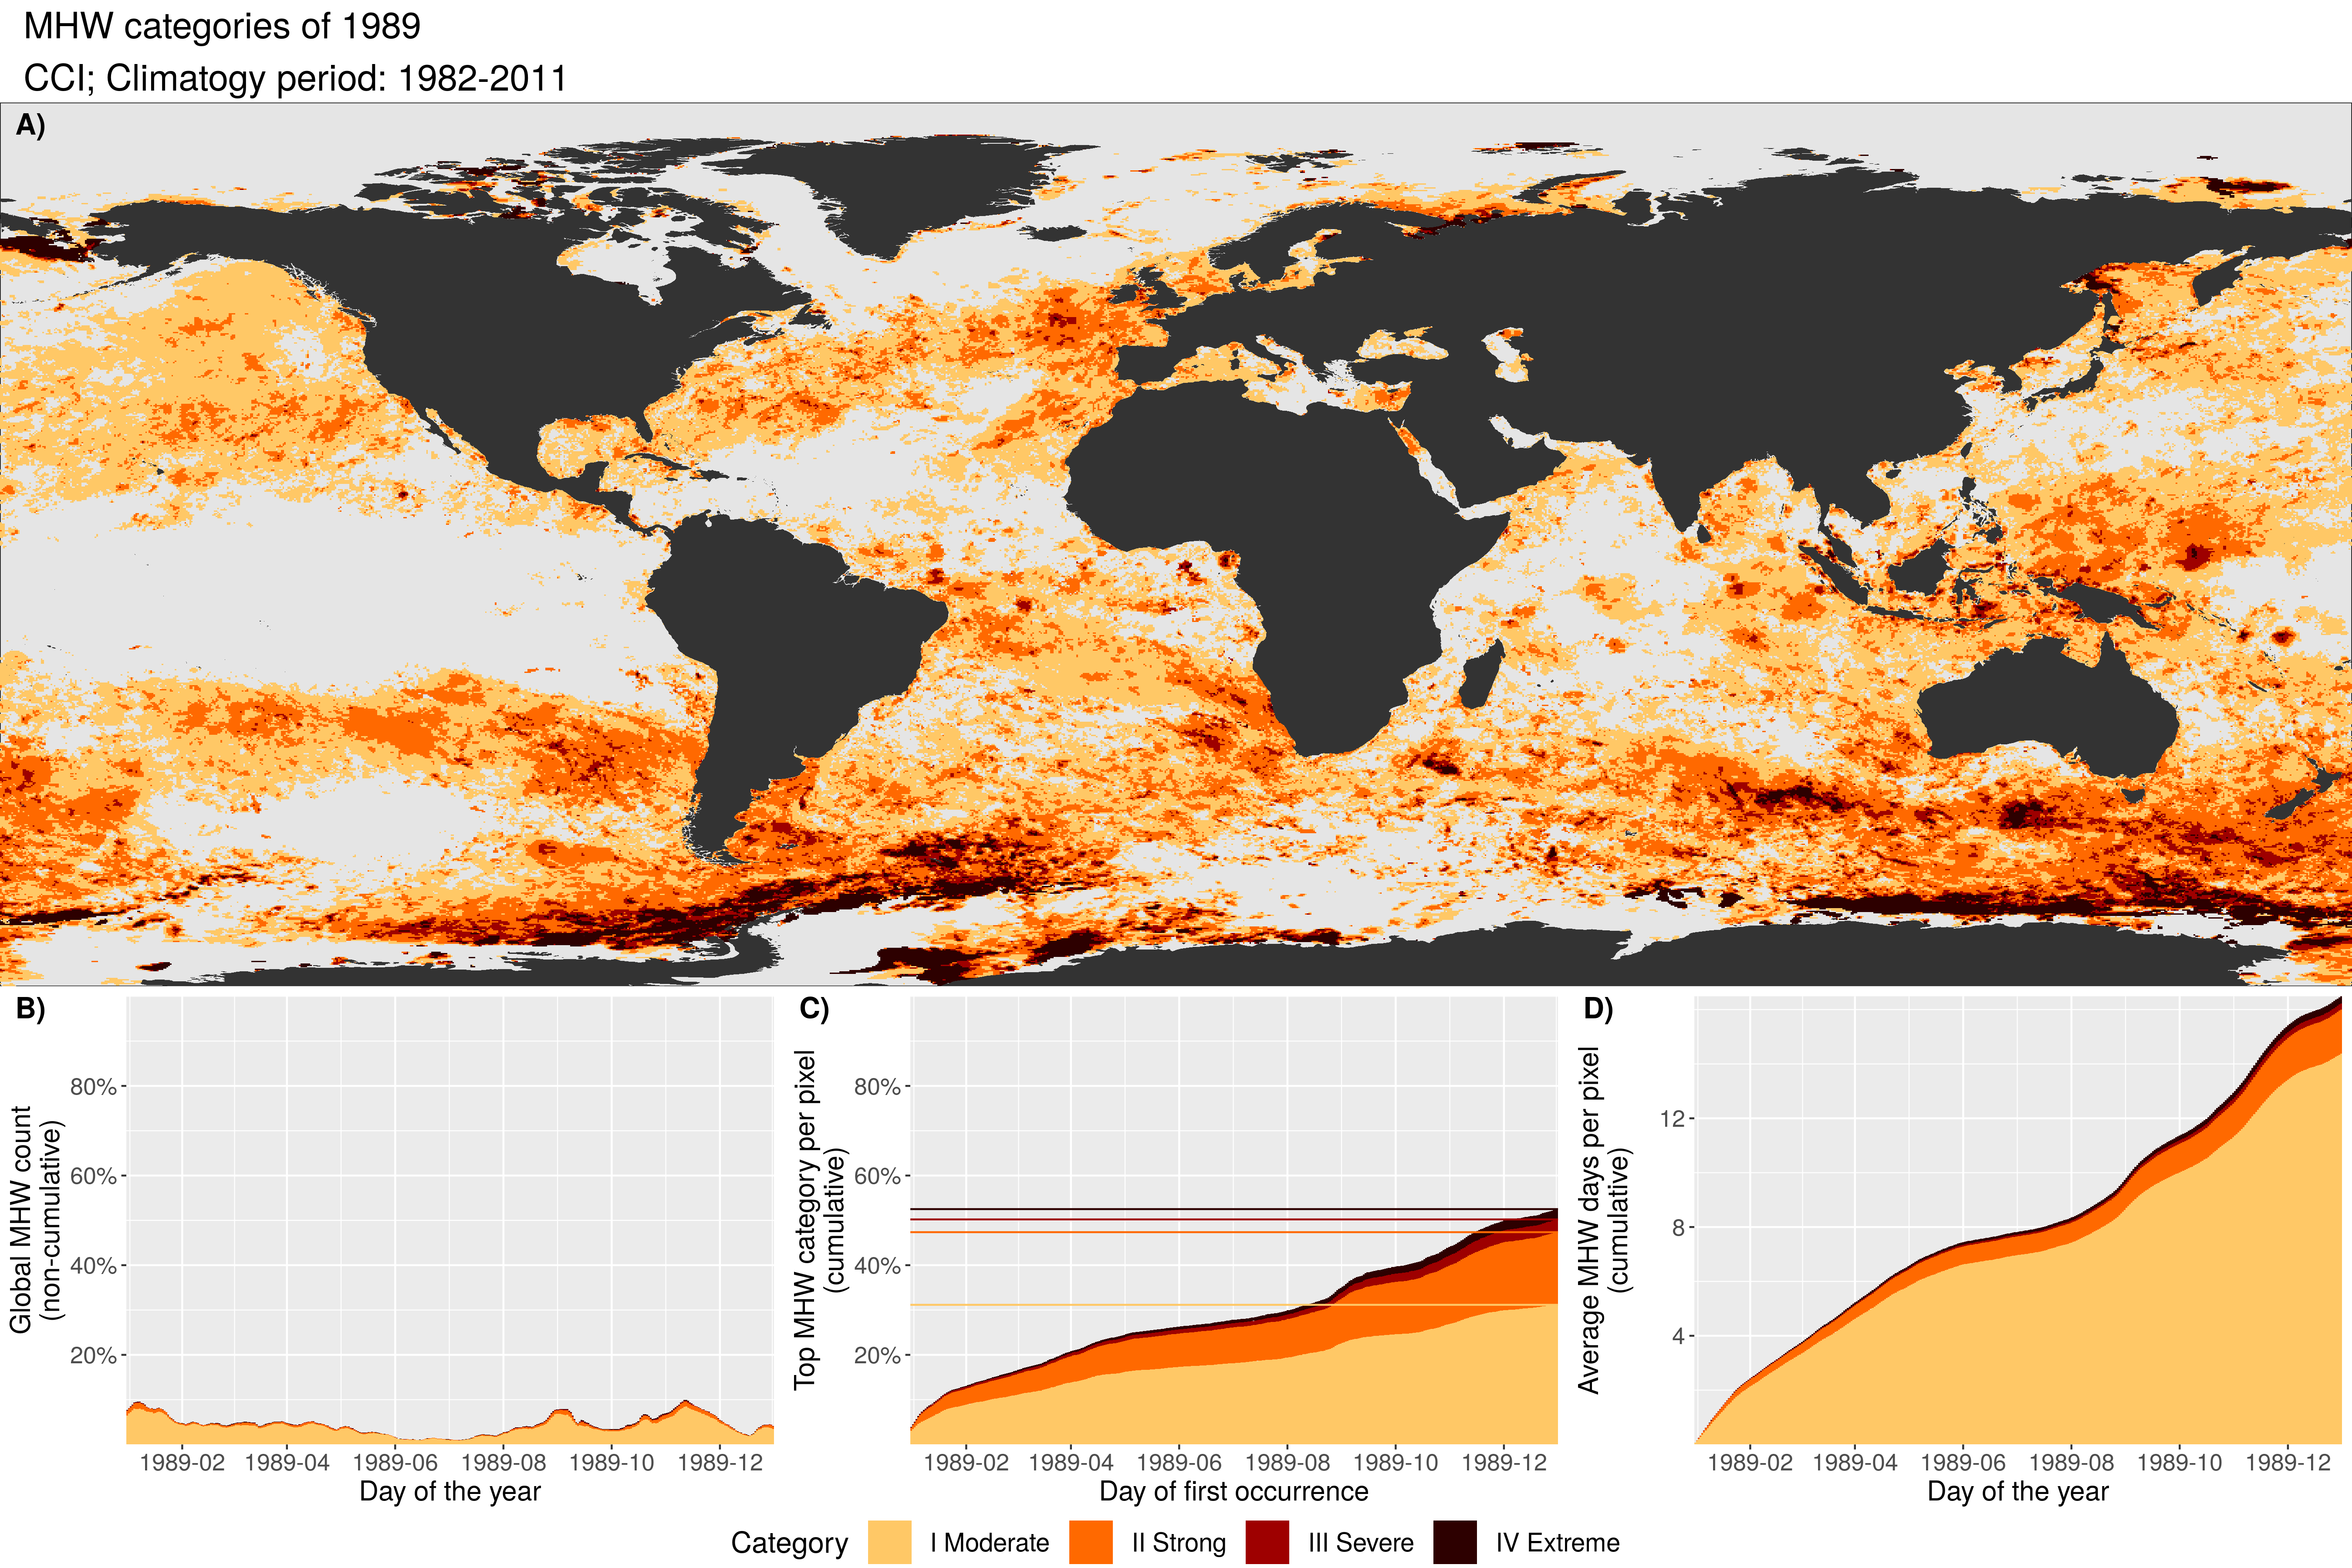 MHW categories of 1989
CCI; Climatogy period: 1982-2011
A)
B)
Global MHW count
(non-cumulative)
80%
60%
40%
20%
1989-02 1989-04 1989-06 1989-08 1989-10 1989-12
Day of the year
C)
Top MHW category per pixel
(cumulative)
80%
60%
40%
20%
1989-02 1989-04 1989-06 1989-08 1989-10 1989-12
Day of first occurrence
D)
Average MHW days per pixel
(cumulative)
12
8
4
1989-02 1989-04 1989-06 1989-08 1989-10 1989-12
Day of the year
Category I Moderate II Strong III Severe IV Extreme